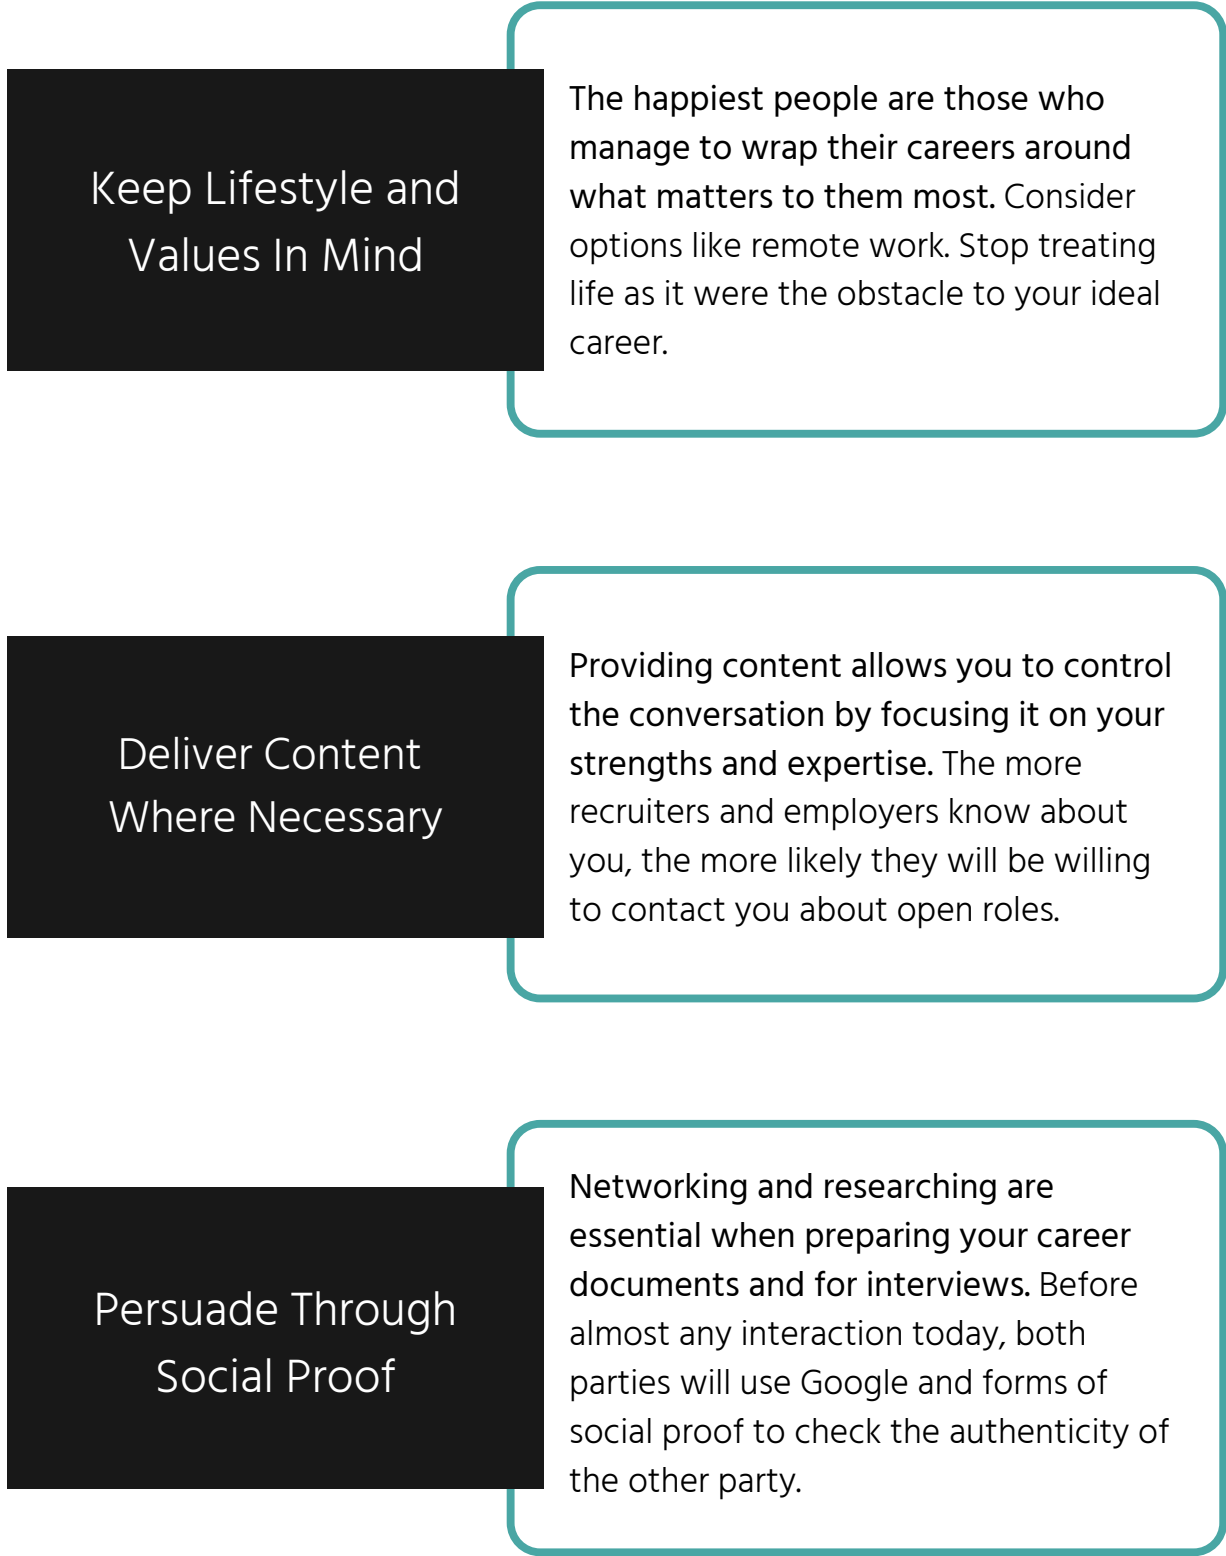 Keep Lifestyle and
Values In Mind
The happiest people are those who
manage to wrap their careers around
what matters to them most. Consider
options like remote work. Stop treating
life as it were the obstacle to your ideal
career.
Deliver Content
Where Necessary
Providing content allows you to control
the conversation by focusing it on your
strengths and expertise. The more
recruiters and employers know about
you, the more likely they will be willing
to contact you about open roles.
Persuade Through
Social Proof
Networking and researching are
essential when preparing your career
documents and for interviews. Before
almost any interaction today, both
parties will use Google and forms of
social proof to check the authenticity of
the other party.